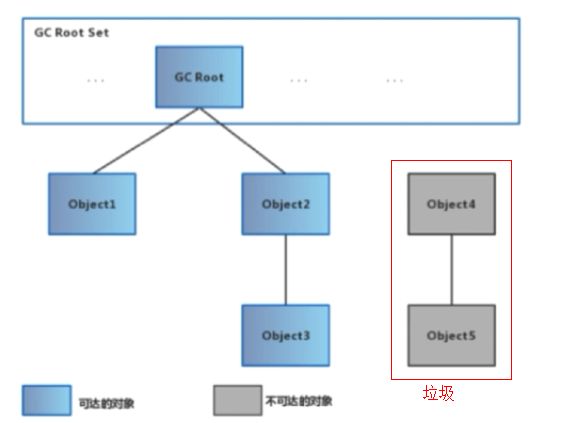 GC Root Set
... GC Root ... ...
Object1 Object2 Object4
Object3 Object5
可达的对象 不可达的对象 垃圾